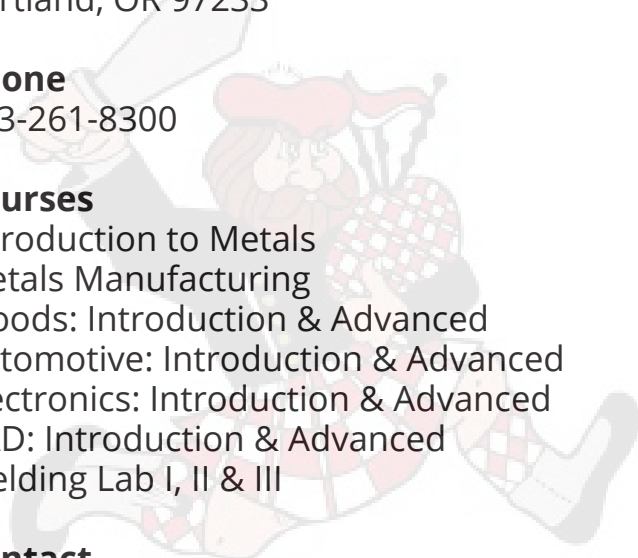 rtland, OR 97233
one
3-261-8300
urses
roduction to Metals
etals Manufacturing
oods: Introduction & Advanced
tomotive: Introduction & Advanced
ectronics: Introduction & Advanced
D: Introduction & Advanced
elding Lab I, II & III
ntact